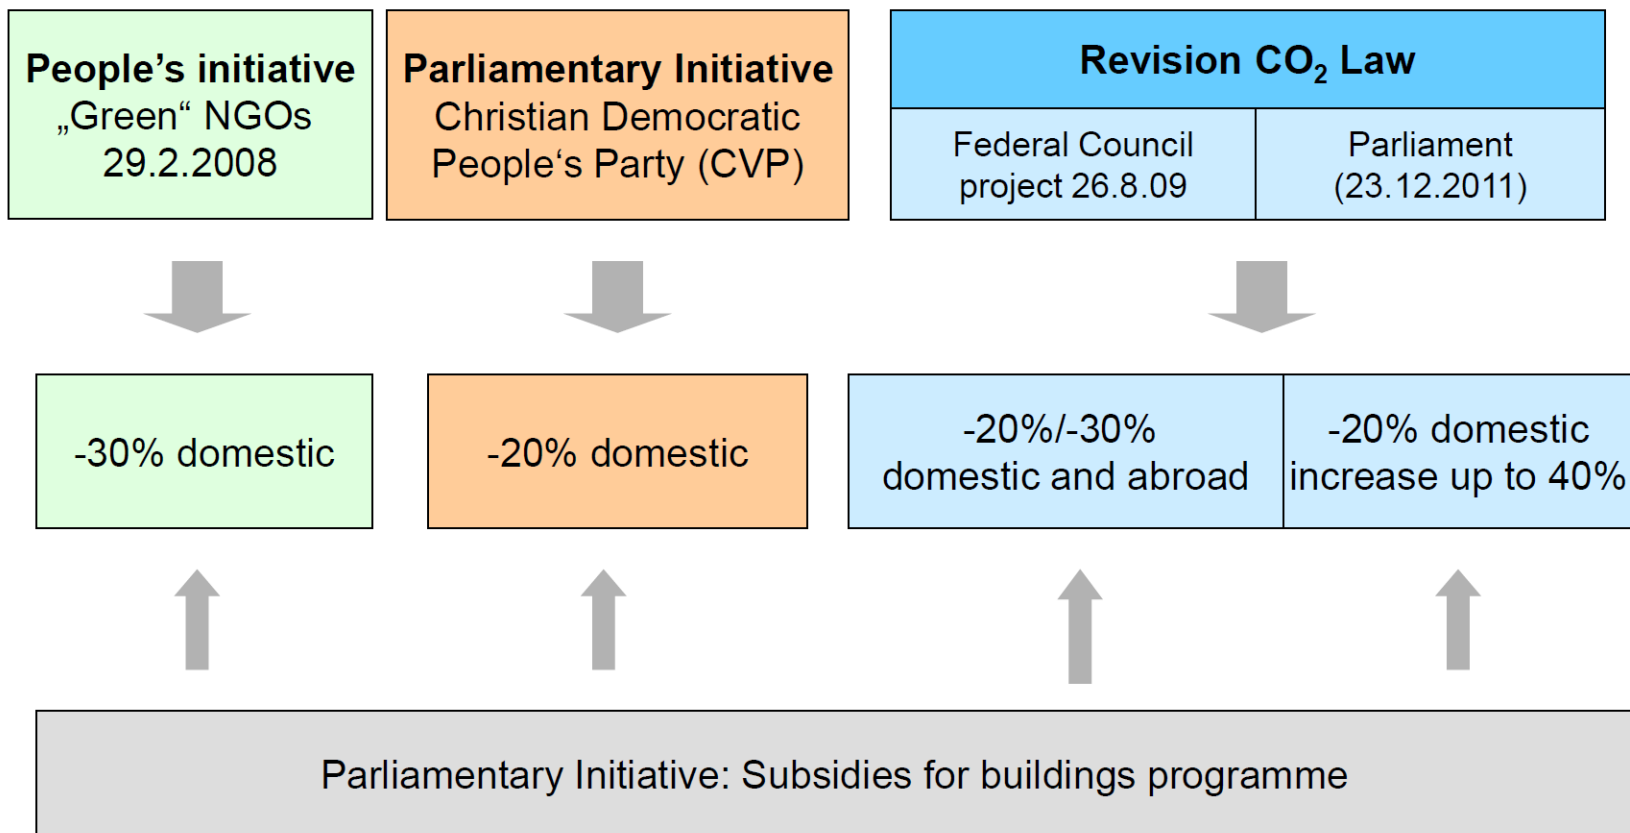 People’s initiative
„Green“ NGOs
29.2.2008
Parliamentary Initiative
Christian Democratic
People‘s Party (CVP)
Revision CO₂ Law
Federal Council
project 26.8.09
Parliament
(23.12.2011)
-30% domestic
-20% domestic
-20%/-30%
domestic and abroad
-20% domestic
increase up to 40%
Parliamentary Initiative: Subsidies for buildings programme